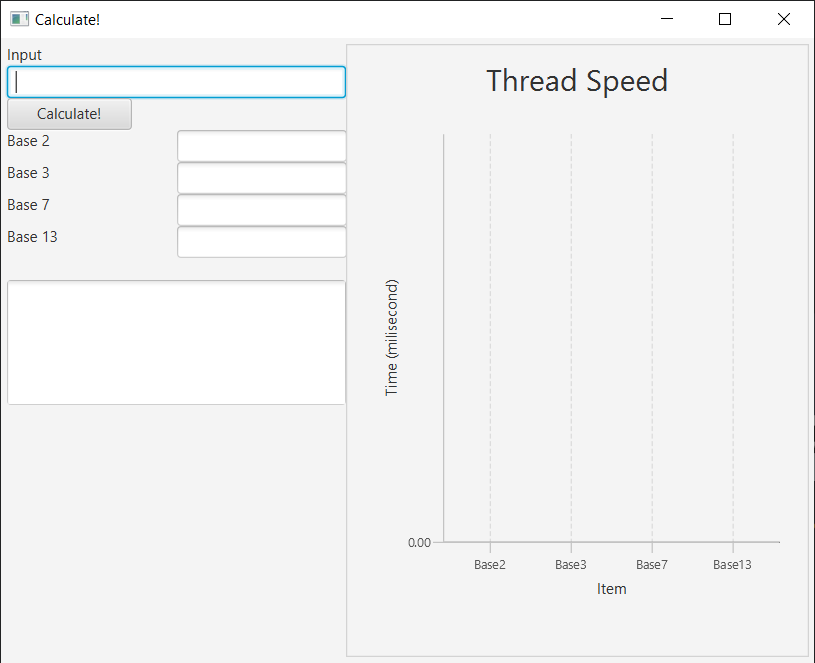 Calculate!
Input
Calculate!
Base 2
Base 3
Base 7
Base 13
Thread Speed
Time (milisecond)
0.00
Base2 Base3 Base7 Base13
Item